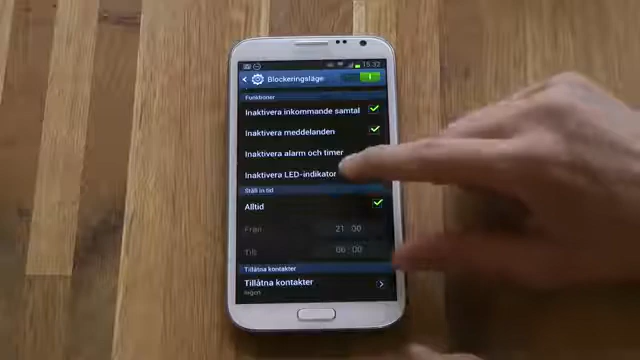 15:32
Blockeringsläge
Funktioner
Inaktivera inkommande samtal
Inaktivera meddelanden
Inaktivera alarm och timer
Inaktivera LED-indikator
Ställ in tid
Alltid
Från 21 : 00
Till 06 : 00
Tillåtna kontakter
Tillåtna kontakter
Ingen